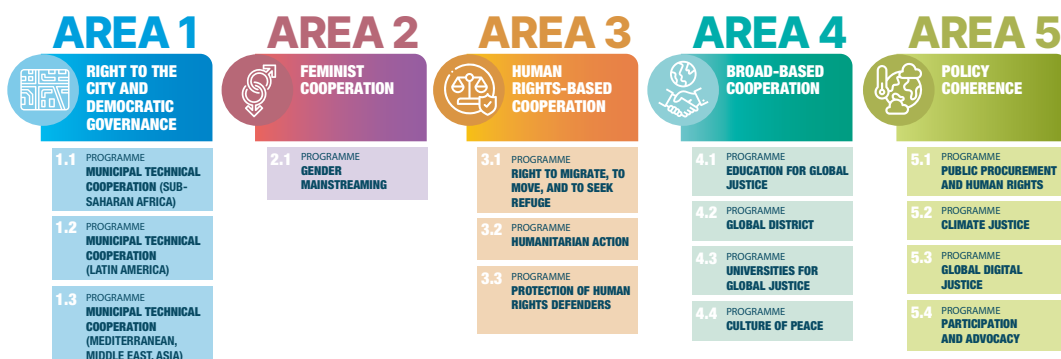 AREA 1
RIGHT TO THE
CITY AND
DEMOCRATIC
GOVERNANCE
1.1 PROGRAMME
MUNICIPAL TECHNICAL
COOPERATION (SUB-
SAHARAN AFRICA)
1.2 PROGRAMME
MUNICIPAL TECHNICAL
COOPERATION
(LATIN AMERICA)
1.3 PROGRAMME
MUNICIPAL TECHNICAL
COOPERATION
(MEDITERRANEAN,
MIDDLE EAST, ASIA)
AREA 2
FEMINIST
COOPERATION
2.1 PROGRAMME
GENDER
MAINSTREAMING
AREA 3
HUMAN
RIGHTS-BASED
COOPERATION
3.1 PROGRAMME
RIGHT TO MIGRATE, TO
MOVE, AND TO SEEK
REFUGE
3.2 PROGRAMME
HUMANITARIAN ACTION
3.3 PROGRAMME
PROTECTION OF HUMAN
RIGHTS DEFENDERS
AREA 4
BROAD-BASED
COOPERATION
4.1 PROGRAMME
EDUCATION FOR GLOBAL
JUSTICE
4.2 PROGRAMME
GLOBAL DISTRICT
4.3 PROGRAMME
UNIVERSITIES FOR
GLOBAL JUSTICE
4.4 PROGRAMME
CULTURE OF PEACE
AREA 5
POLICY
COHERENCE
5.1 PROGRAMME
PUBLIC PROCUREMENT
AND HUMAN RIGHTS
5.2 PROGRAMME
CLIMATE JUSTICE
5.3 PROGRAMME
GLOBAL DIGITAL
JUSTICE
5.4 PROGRAMME
PARTICIPATION
AND ADVOCACY